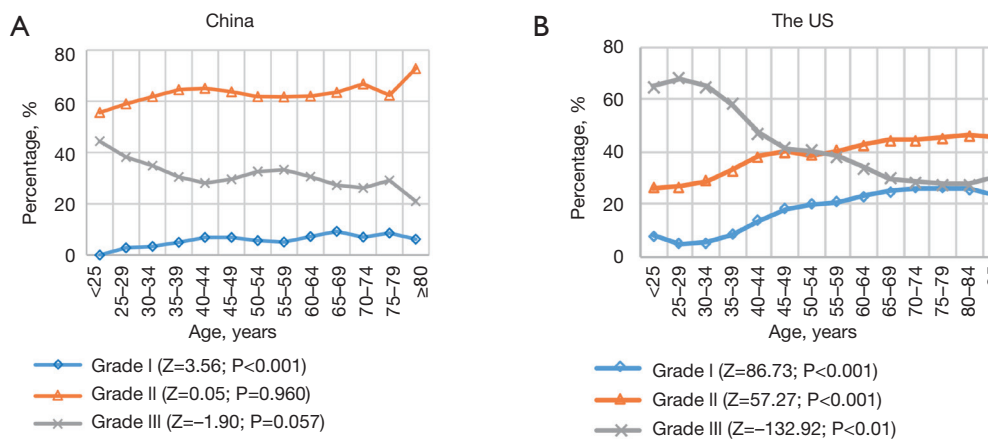 A
China
Percentage, %
80
60
40
20
0
<25
25–29
30–34
35–39
40–44
45–49
50–54
55–59
60–64
65–69
70–74
75–79
≥80
Age, years
Grade I (Z=3.56; P<0.001)
Grade II (Z=0.05; P=0.960)
Grade III (Z=–1.90; P=0.057)
B
The US
Percentage, %
80
60
40
20
0
<25
25–29
30–34
35–39
40–44
45–49
50–54
55–59
60–64
65–69
70–74
75–79
80–84
Age, years
Grade I (Z=86.73; P<0.001)
Grade II (Z=57.27; P<0.001)
Grade III (Z=–132.92; P<0.01)